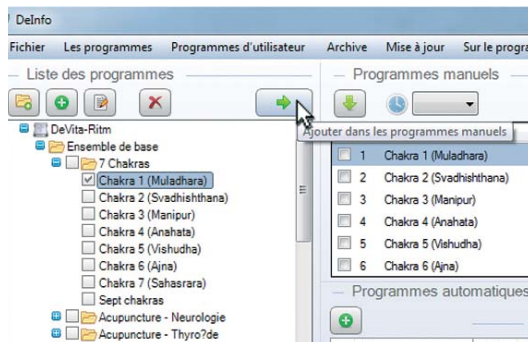 DeInfo
Fichier Les programmes Programmes d'utilisateur Archive Mise à jour Sur le progra
Liste des programmes
Programmes manuels
Ajouter dans les programmes manuels
DeVita-Ritm
Ensemble de base
7 Chakras
Chakra 1 (Muladhara)
Chakra 2 (Svadhishthana)
Chakra 3 (Manipur)
Chakra 4 (Anahata)
Chakra 5 (Vishudha)
Chakra 6 (Ajna)
Chakra 7 (Sahasrara)
Sept chakras
Acupuncture - Neurologie
Acupuncture - Thyro?de
1 Chakra 1 (Muladhara)
2 Chakra 2 (Svadhishthana)
3 Chakra 3 (Manipur)
4 Chakra 4 (Anahata)
5 Chakra 5 (Vishudha)
6 Chakra 6 (Ajna)
Programmes automatiques